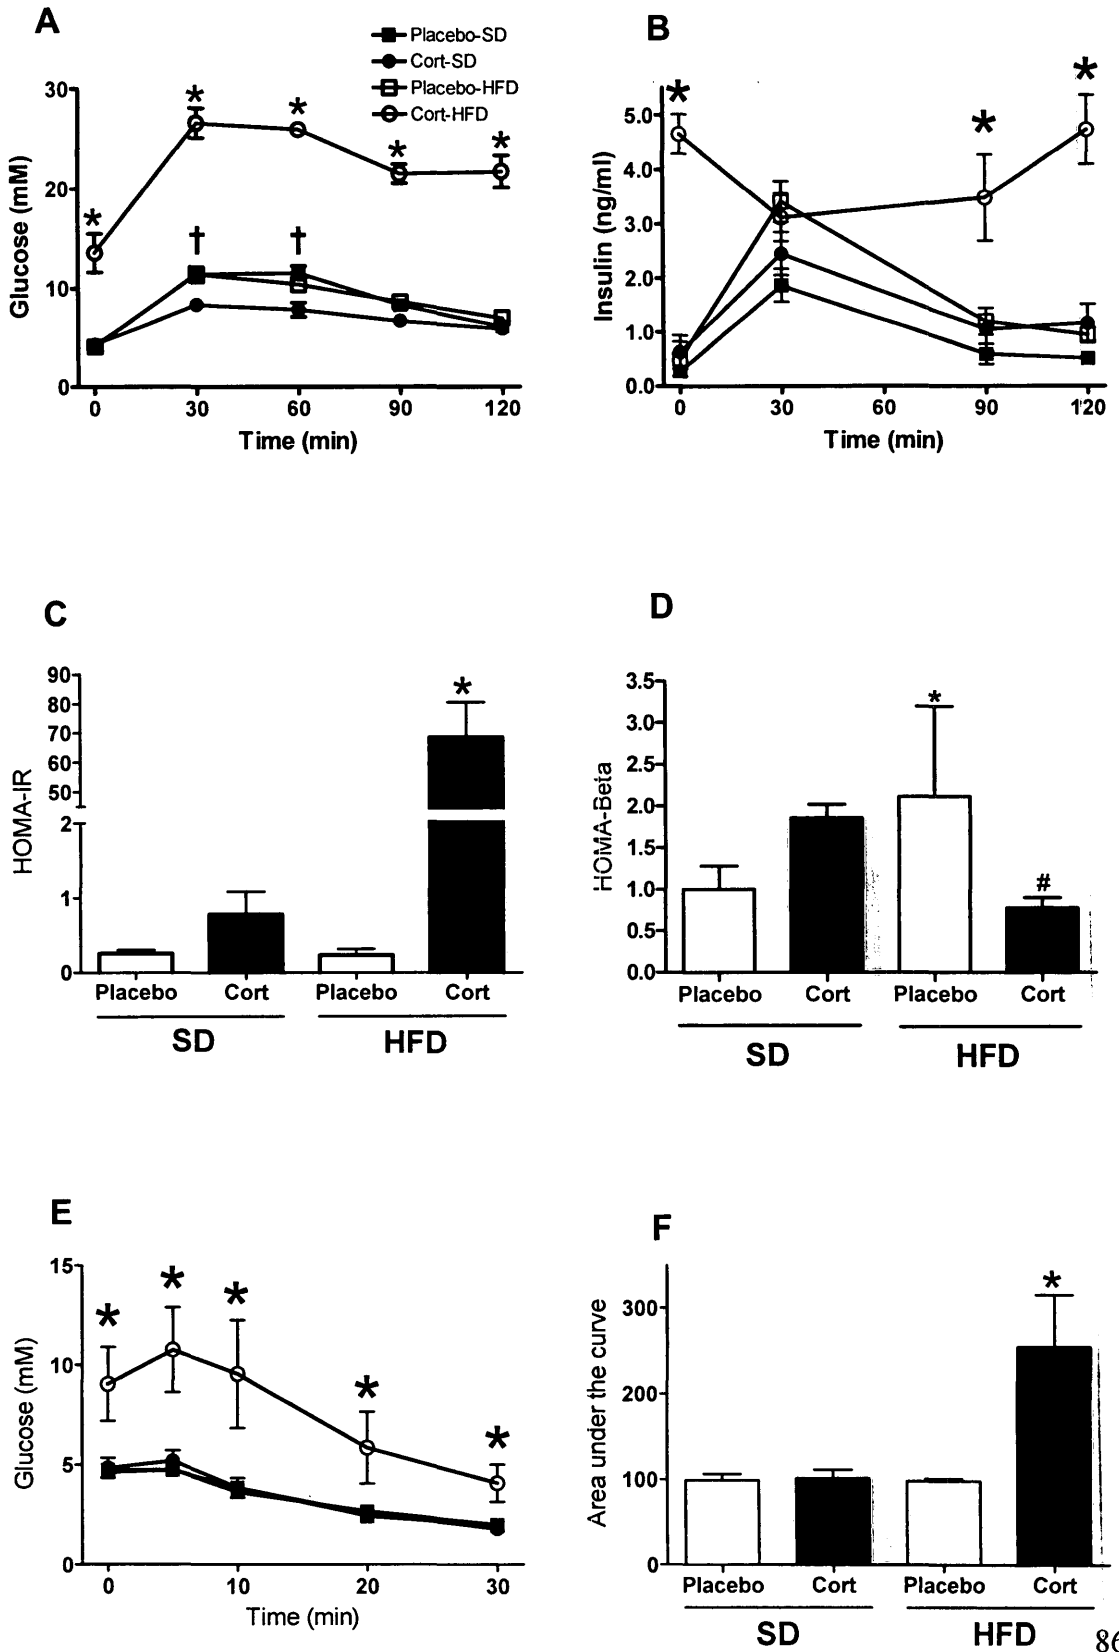 A
Placebo-SD
Cort-SD
Placebo-HFD
Cort-HFD
30
20
10
0
Glucose (mM)
* * * * *
† †
0 30 60 90 120
Time (min)
B
5.0
4.0
3.0
2.0
1.0
0.0
Insulin (ng/ml)
* * *
0 30 60 90 120
Time (min)
C
90
80
70
60
50
2
1
0
HOMA-IR
*
Placebo Cort Placebo Cort
SD HFD
D
3.5
3.0
2.5
2.0
1.5
1.0
0.5
0.0
HOMA-Beta
*
#
Placebo Cort Placebo Cort
SD HFD
E
15
10
5
0
Glucose (mM)
* * * * *
0 10 20 30
Time (min)
F
300
200
100
0
Area under the curve
*
Placebo Cort Placebo Cort
SD HFD
86